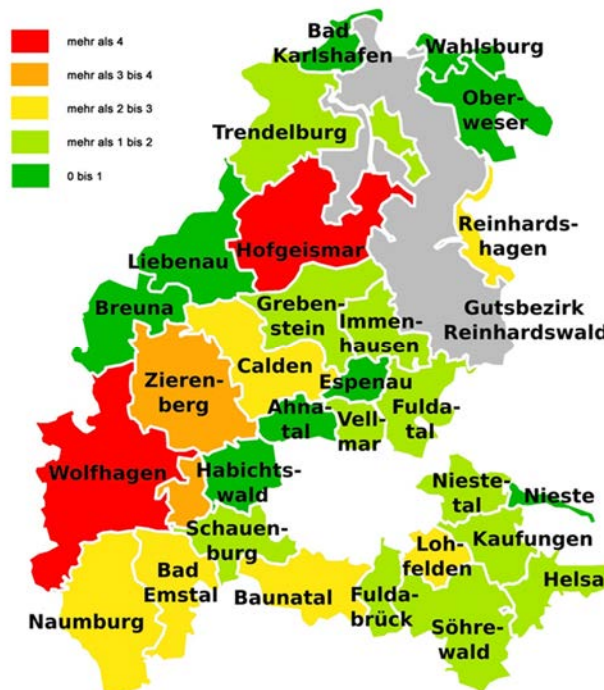 mehr als 4
mehr als 3 bis 4
mehr als 2 bis 3
mehr als 1 bis 2
0 bis 1
Bad
Karlshafen
Wahlsburg
Ober-
weser
Trendelburg
Reinhards-
hagen
Hofgeismar
Liebenau
Breuna
Greben-
stein
Immen-
hausen
Gutsbezirk
Reinhardswald
Zieren-
berg
Calden
Espenau
Ahna-
tal
Vell-
mar
Fulda-
tal
Wolfhagen
Habichts-
wald
Nieste-
tal
Nieste
Schauen-
burg
Kaufungen
Bad
Emstal
Loh-
felden
Helsa
Naumburg
Baunatal
Fulda-
brück
Söhre-
wald